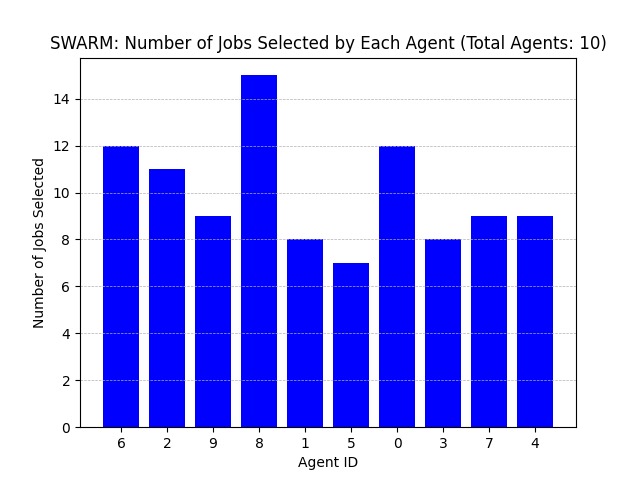 SWARM: Number of Jobs Selected by Each Agent (Total Agents: 10)
14
12
10
8
6
4
2
0
Number of Jobs Selected
6 2 9 8 1 5 0 3 7 4
Agent ID